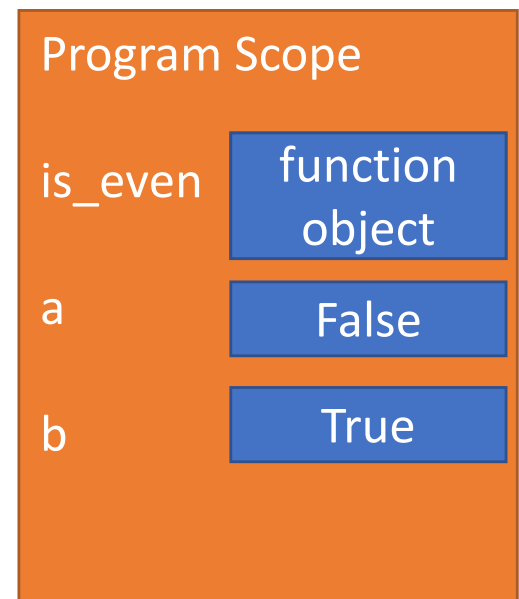 Program Scope
is_even
function
object
a
False
b
True